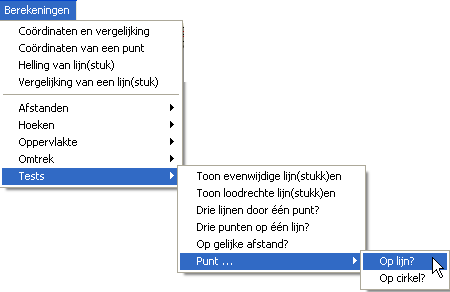 Berekeningen
Coördinaten en vergelijking
Coördinaten van een punt
Helling van lijn(stuk)
Vergelijking van een lijn(stuk)
Afstanden
Hoeken
Oppervlakte
Omtrek
Tests
Toon evenwijdige lijn(stukk)en
Toon loodrechte lijn(stukk)en
Drie lijnen door één punt?
Drie punten op één lijn?
Op gelijke afstand?
Punt ...
Op lijn?
Op cirkel?